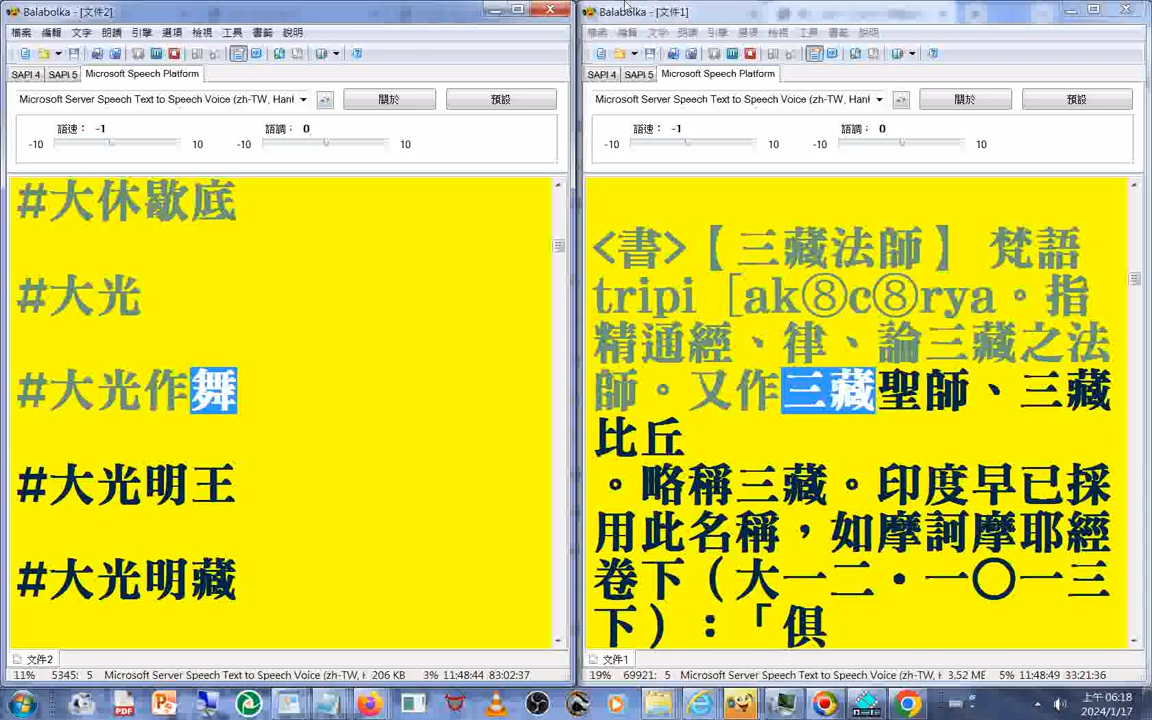 Balabolka - [文件2]
檔案 編輯 文字 朗讀 引擎 選項 檢視 工具 書籤 說明
SAPI 4 SAPI 5 Microsoft Speech Platform
Microsoft Server Speech Text to Speech Voice (zh-TW, Hanl
關於 預設
語速： -1 語調： 0
-10 10 -10 10
#大休歇底
#大光
#大光作舞
#大光明王
#大光明藏
文件2
11% 5345: 5 Microsoft Server Speech Text to Speech Voice (zh-TW, H 206 KB 3% 11:48:44 83:02:37
Balabolka - [文件1]
檔案 編輯 文字 朗讀 引擎 選項 檢視 工具 書籤 說明
SAPI 4 SAPI 5 Microsoft Speech Platform
Microsoft Server Speech Text to Speech Voice (zh-TW, Hanl
關於 預設
語速： -1 語調： 0
-10 10 -10 10
<書>【三藏法師】 梵語
tripi［ak⑧c⑧rya。指
精通經、律、論三藏之法
師。又作三藏聖師、三藏
比丘
。略稱三藏。印度早已採
用此名稱，如摩訶摩耶經
卷下（大一二．一〇一三
下）：「俱
文件1
19% 69921: 5 Microsoft Server Speech Text to Speech Voice (zh-TW, H 3.52 MB 5% 11:48:49 33:21:36
上午 06:18
2024/1/17